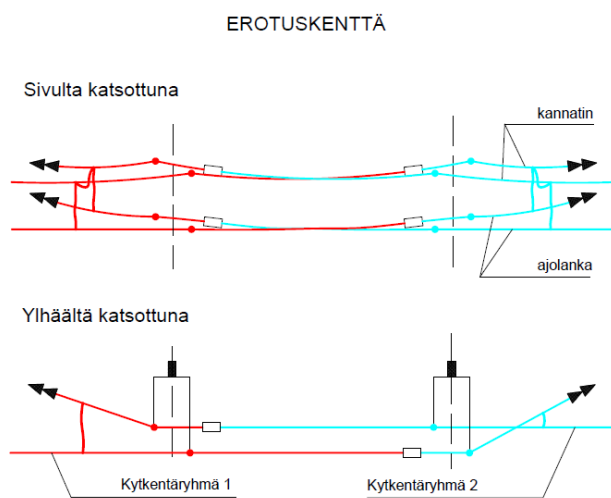 EROTUSKENTTÄ
Sivulta katsottuna
kannatin
ajolanka
Ylhäältä katsottuna
Kytkentäryhmä 1
Kytkentäryhmä 2